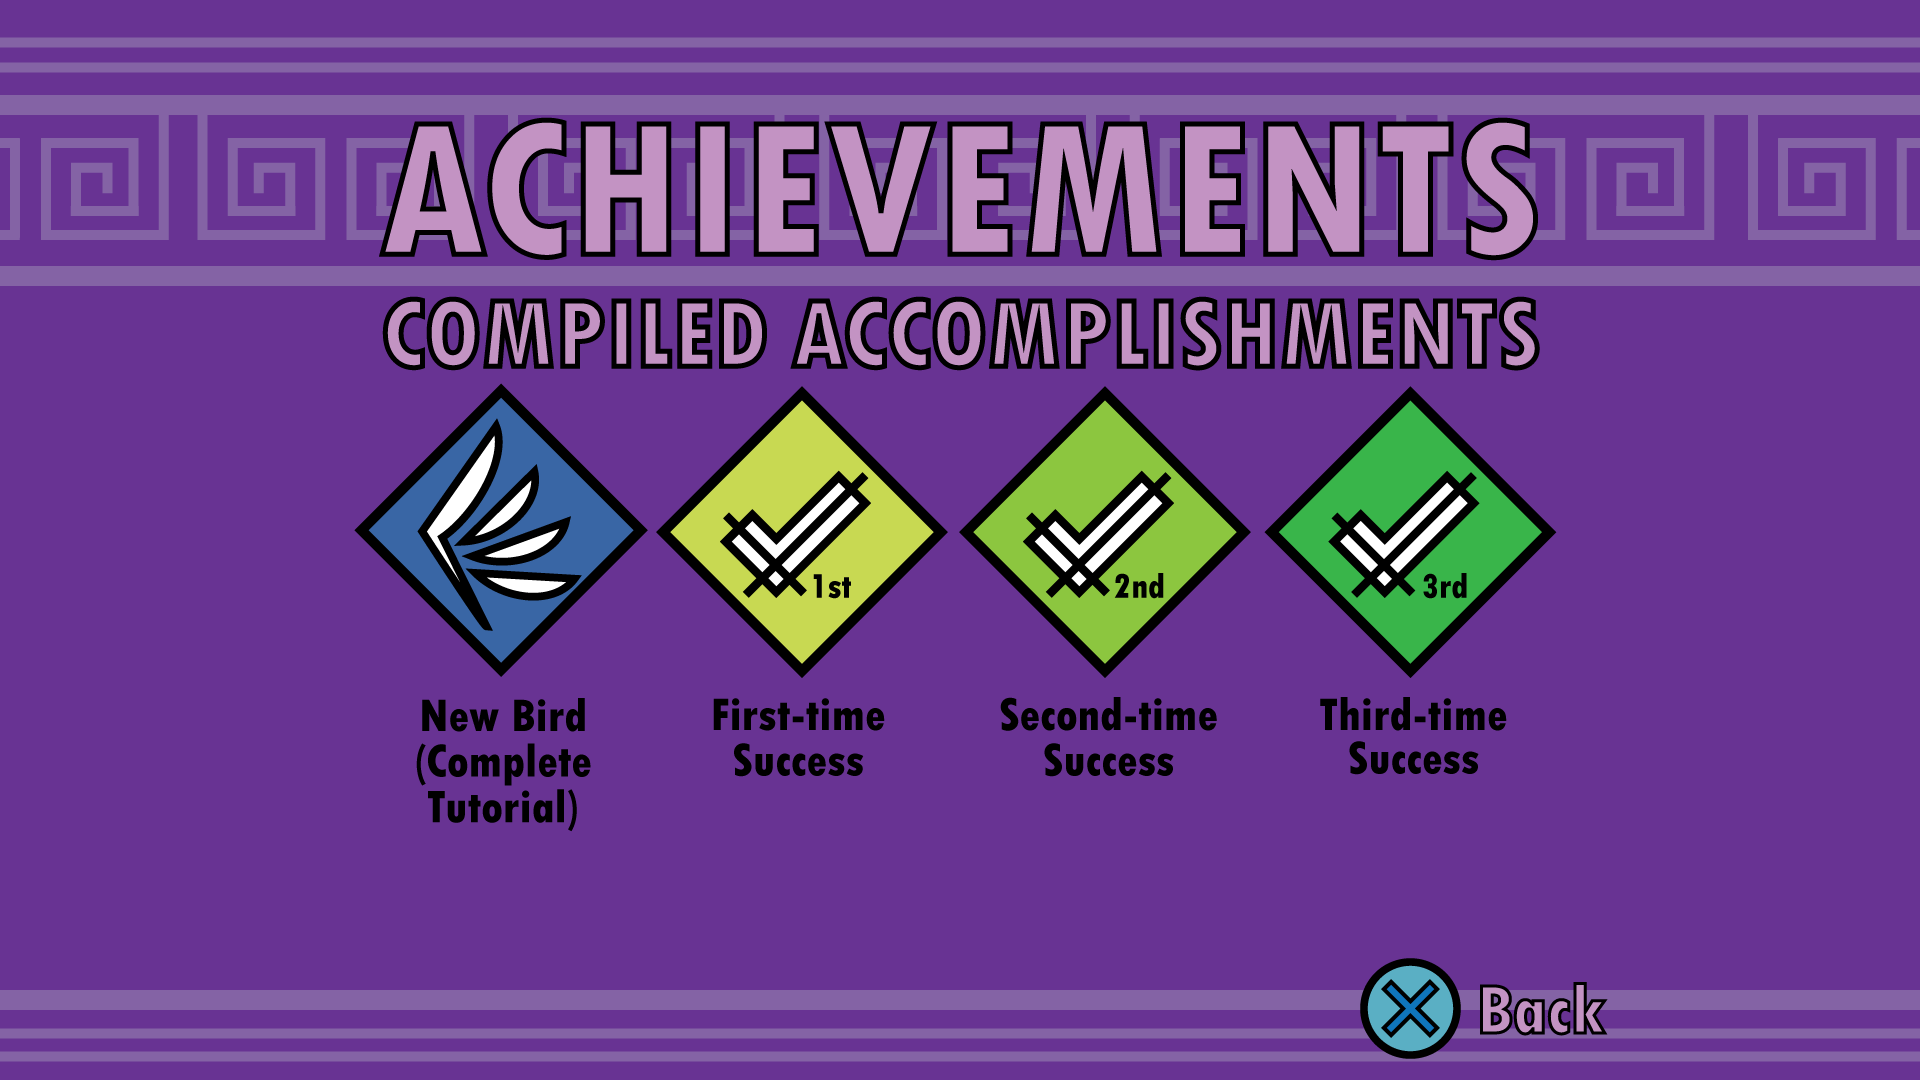 ACHIEVEMENTS
COMPILED ACCOMPLISHMENTS
1st
2nd
3rd
New Bird
(Complete
Tutorial)
First-time
Success
Second-time
Success
Third-time
Success
Back